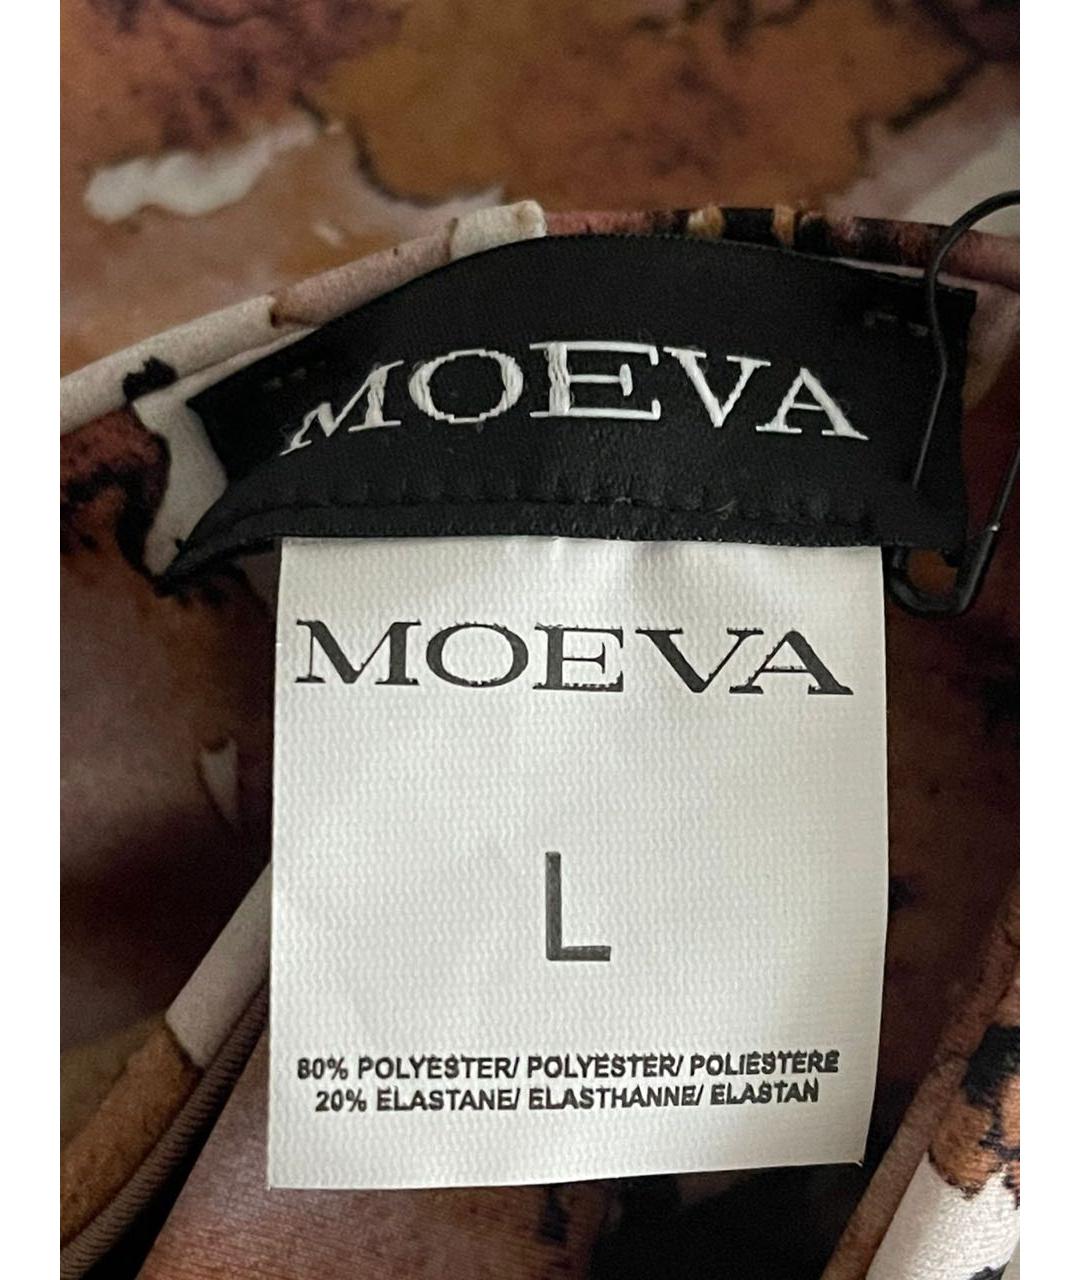 MOEVA
MOEVA
L
80% POLYESTER/ POLYESTER/ POLIESTERE
20% ELASTANE/ ELASTHANNE/ ELASTAN